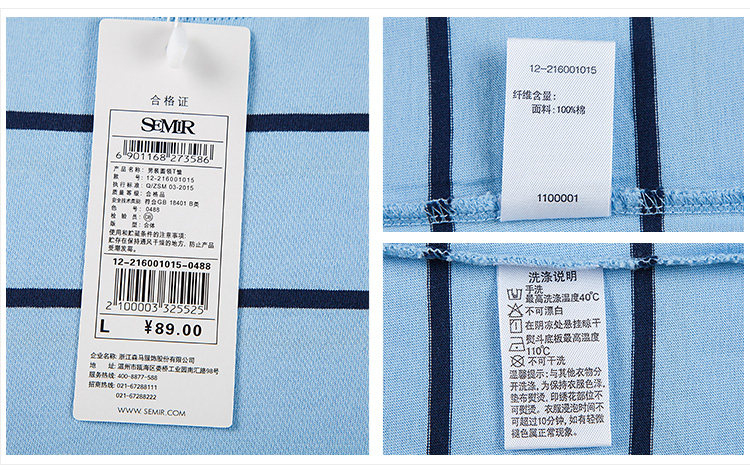 合格证
SEMIR
6 901168 273586
产品名称: 男装圆领T恤
款 号: 12-216001015
执行标准: Q/ZSM 03-2015
质量等级: 合格品
安全技术类别: 符合GB 18401 B类
色 号: 0488
检 验 员: 08
版 型: 合体
使用和贮藏条件的注意事项:
贮存在保持通风干燥的地方,防止产品
受潮发霉。
12-216001015-0488
2 100003 325525
L ¥89.00
企业名称: 浙江森马服饰股份有限公司
地 址: 温州市瓯海区娄桥工业园南汇路98号
服务热线: 400-8877-588
招商热线: 021-67288111
021-67288222
WWW.SEMIR.COM
12-216001015
纤维含量:
面料: 100%棉
1100001
洗涤说明
手洗
最高洗涤温度40℃
不可漂白
在阴凉处悬挂晾干
熨斗底板最高温度
110℃
不可干洗
温馨提示: 与其他衣物分
开洗涤, 为保持衣服色泽,
垫布熨烫, 印绣花部位不
可熨烫。衣服浸泡时间不
可超过10分钟, 如有轻微
褪色属正常现象。